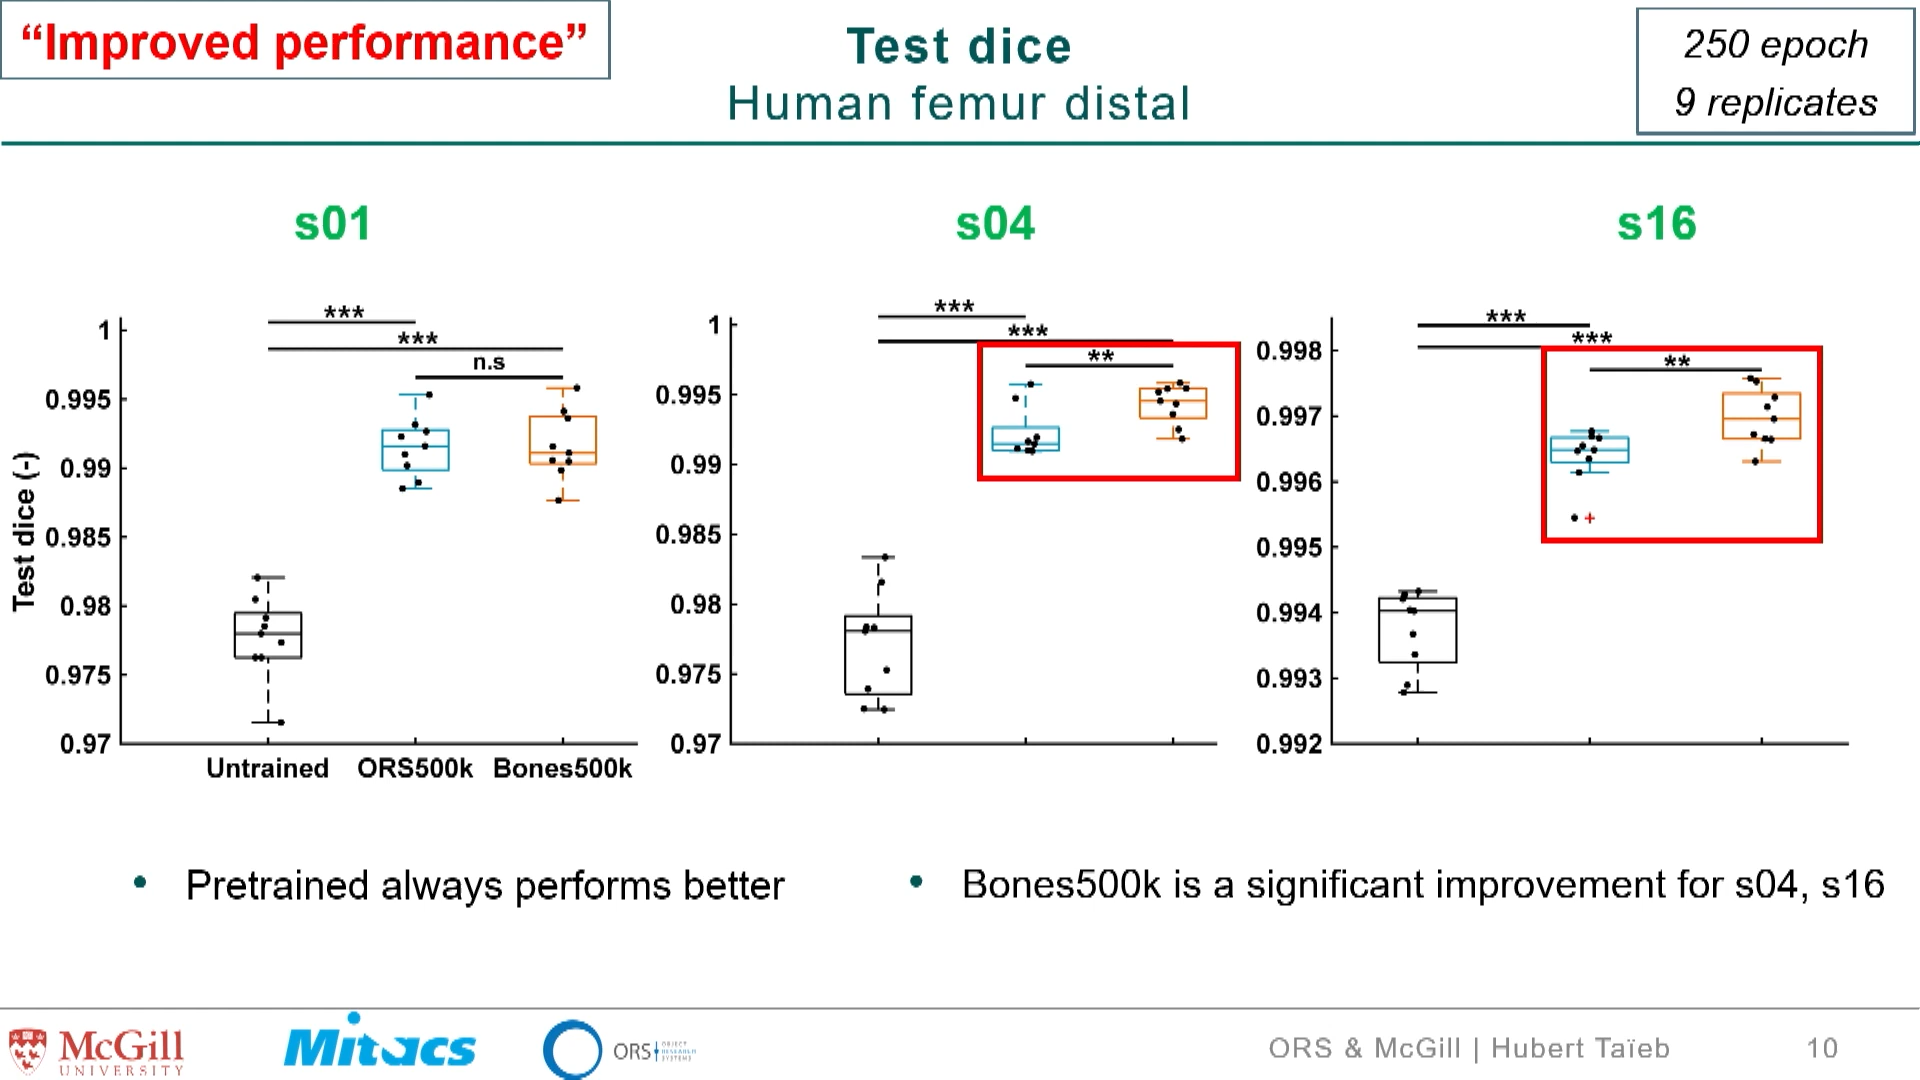 “Improved performance”
Test dice
Human femur distal
250 epoch
9 replicates
s01
s04
s16
Test dice (-)
***
***
n.s
1
0.995
0.99
0.985
0.98
0.975
0.97
Untrained ORS500k Bones500k
***
***
**
1
0.995
0.99
0.985
0.98
0.975
0.97
***
***
**
0.998
0.997
0.996
0.995
0.994
0.993
0.992
• Pretrained always performs better
• Bones500k is a significant improvement for s04, s16
McGill
UNIVERSITY
Mitacs
ORS
OBJECT
RESEARCH
SYSTEMS
ORS & McGill | Hubert Taïeb
10